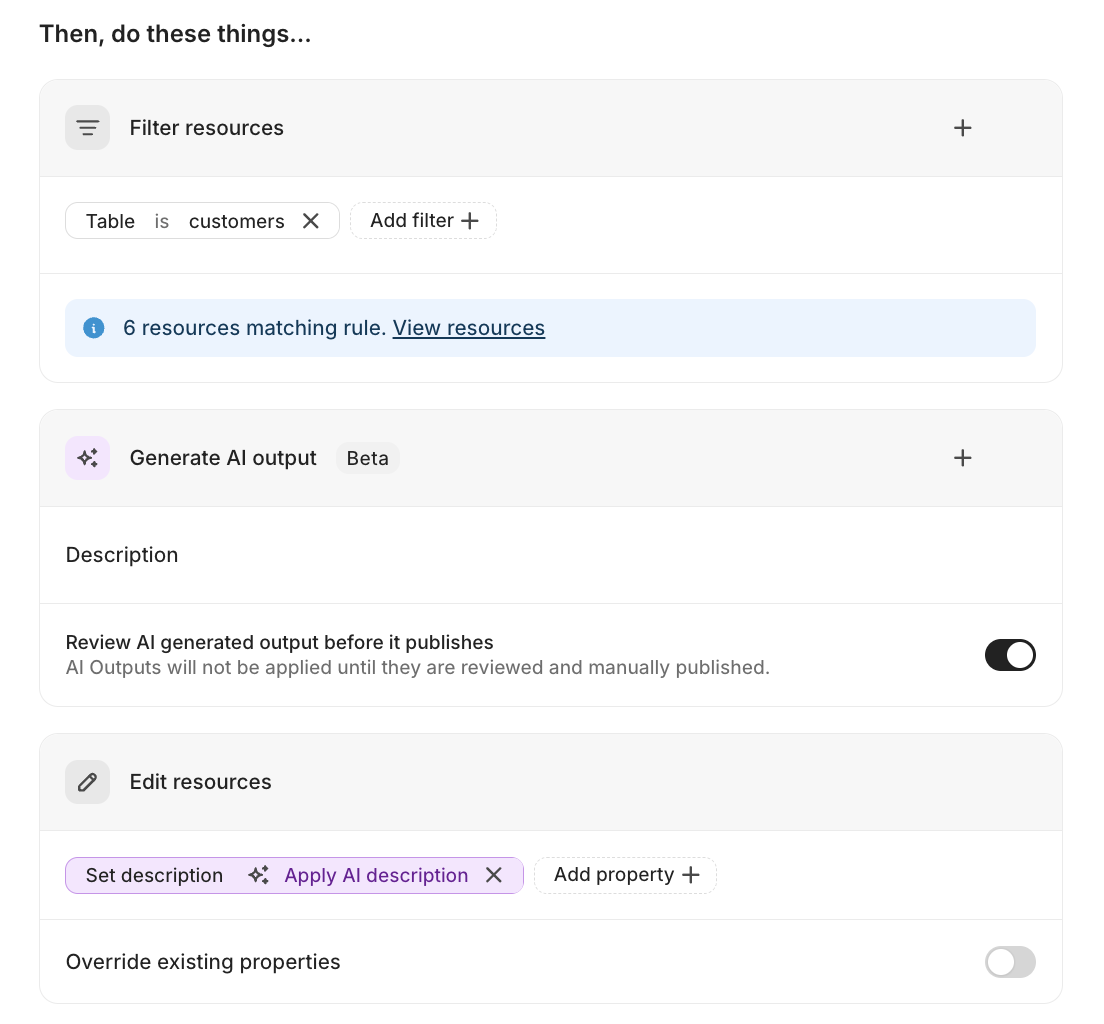 Then, do these things...
Filter resources
Table is customers
Add filter
6 resources matching rule. View resources
Generate AI output Beta
Description
Review AI generated output before it publishes
AI Outputs will not be applied until they are reviewed and manually published.
Edit resources
Set description Apply AI description
Add property
Override existing properties